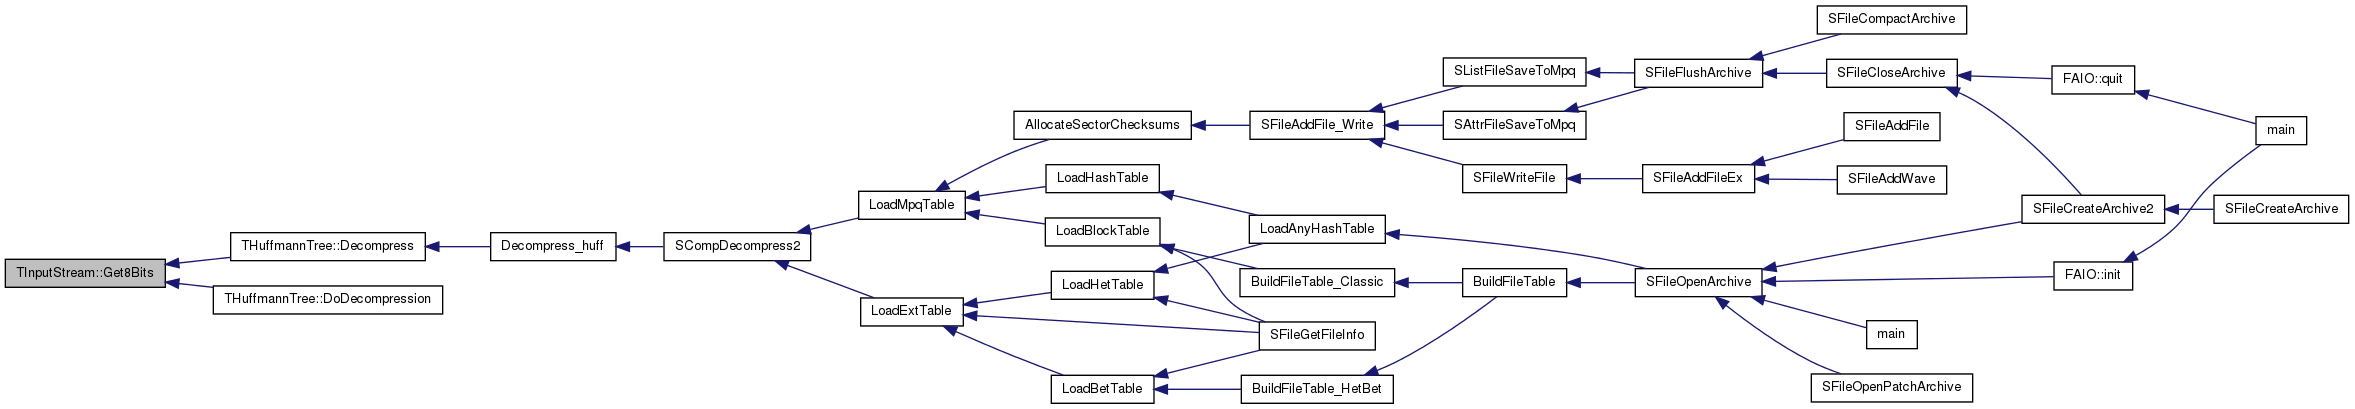 TInputStream::Get8Bits
THuffmannTree::Decompress
THuffmannTree::DoDecompression
Decompress_huff
SCompDecompress2
LoadMpqTable
LoadExtTable
AllocateSectorChecksums
LoadHashTable
LoadBlockTable
LoadHetTable
LoadBetTable
SFileAddFile_Write
LoadAnyHashTable
BuildFileTable_Classic
SFileGetFileInfo
BuildFileTable_HetBet
SListFileSaveToMpq
SAttrFileSaveToMpq
SFileWriteFile
BuildFileTable
SFileFlushArchive
SFileAddFileEx
SFileOpenArchive
SFileCompactArchive
SFileCloseArchive
SFileAddFile
SFileAddWave
main
SFileOpenPatchArchive
FAIO::quit
SFileCreateArchive2
FAIO::init
main
SFileCreateArchive